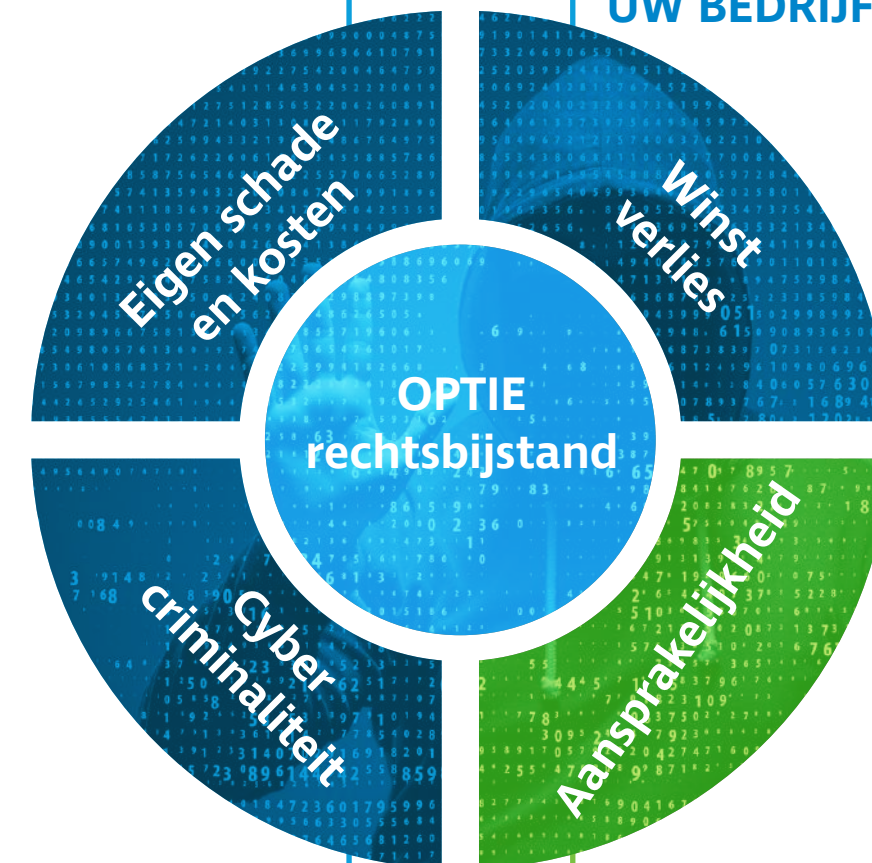 UW BEDRIJF
Eigen schade
en kosten
Winst
verlies
OPTIE
rechtsbijstand
Cyber
criminaliteit
Aansprakelijkheid